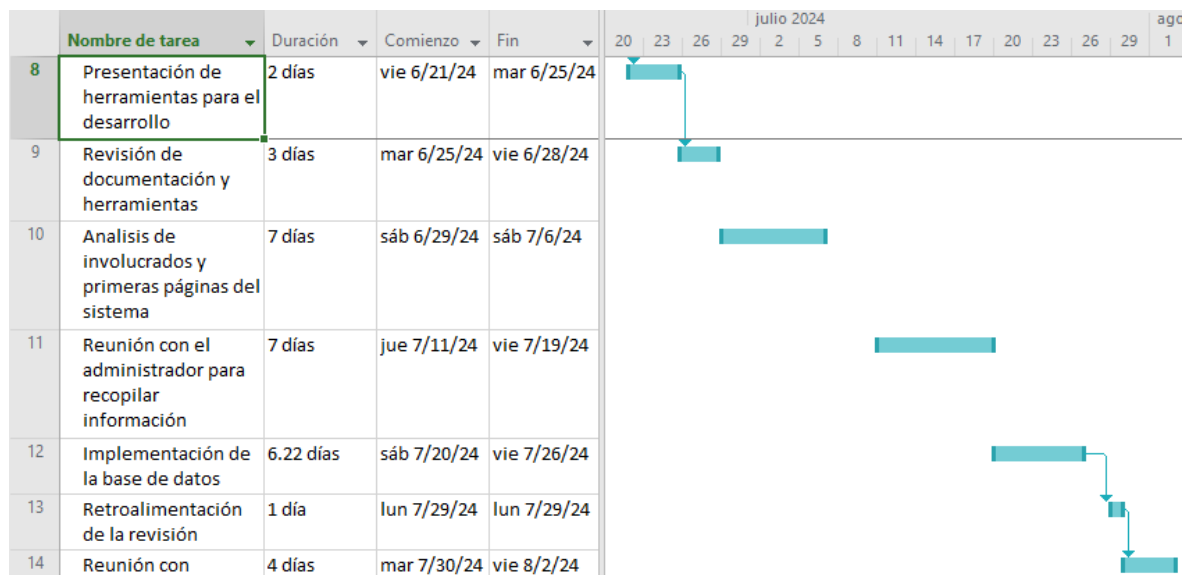 julio 2024 ago
Nombre de tarea Duración Comienzo Fin 20 23 26 29 2 5 8 11 14 17 20 23 26 29 1
8 Presentación de 2 días vie 6/21/24 mar 6/25/24
herramientas para el
desarrollo
9 Revisión de 3 días mar 6/25/24 vie 6/28/24
documentación y
herramientas
10 Analisis de 7 días sáb 6/29/24 sáb 7/6/24
involucrados y
primeras páginas del
sistema
11 Reunión con el 7 días jue 7/11/24 vie 7/19/24
administrador para
recopilar
información
12 Implementación de 6.22 días sáb 7/20/24 vie 7/26/24
la base de datos
13 Retroalimentación 1 día lun 7/29/24 lun 7/29/24
de la revisión
14 Reunión con 4 días mar 7/30/24 vie 8/2/24